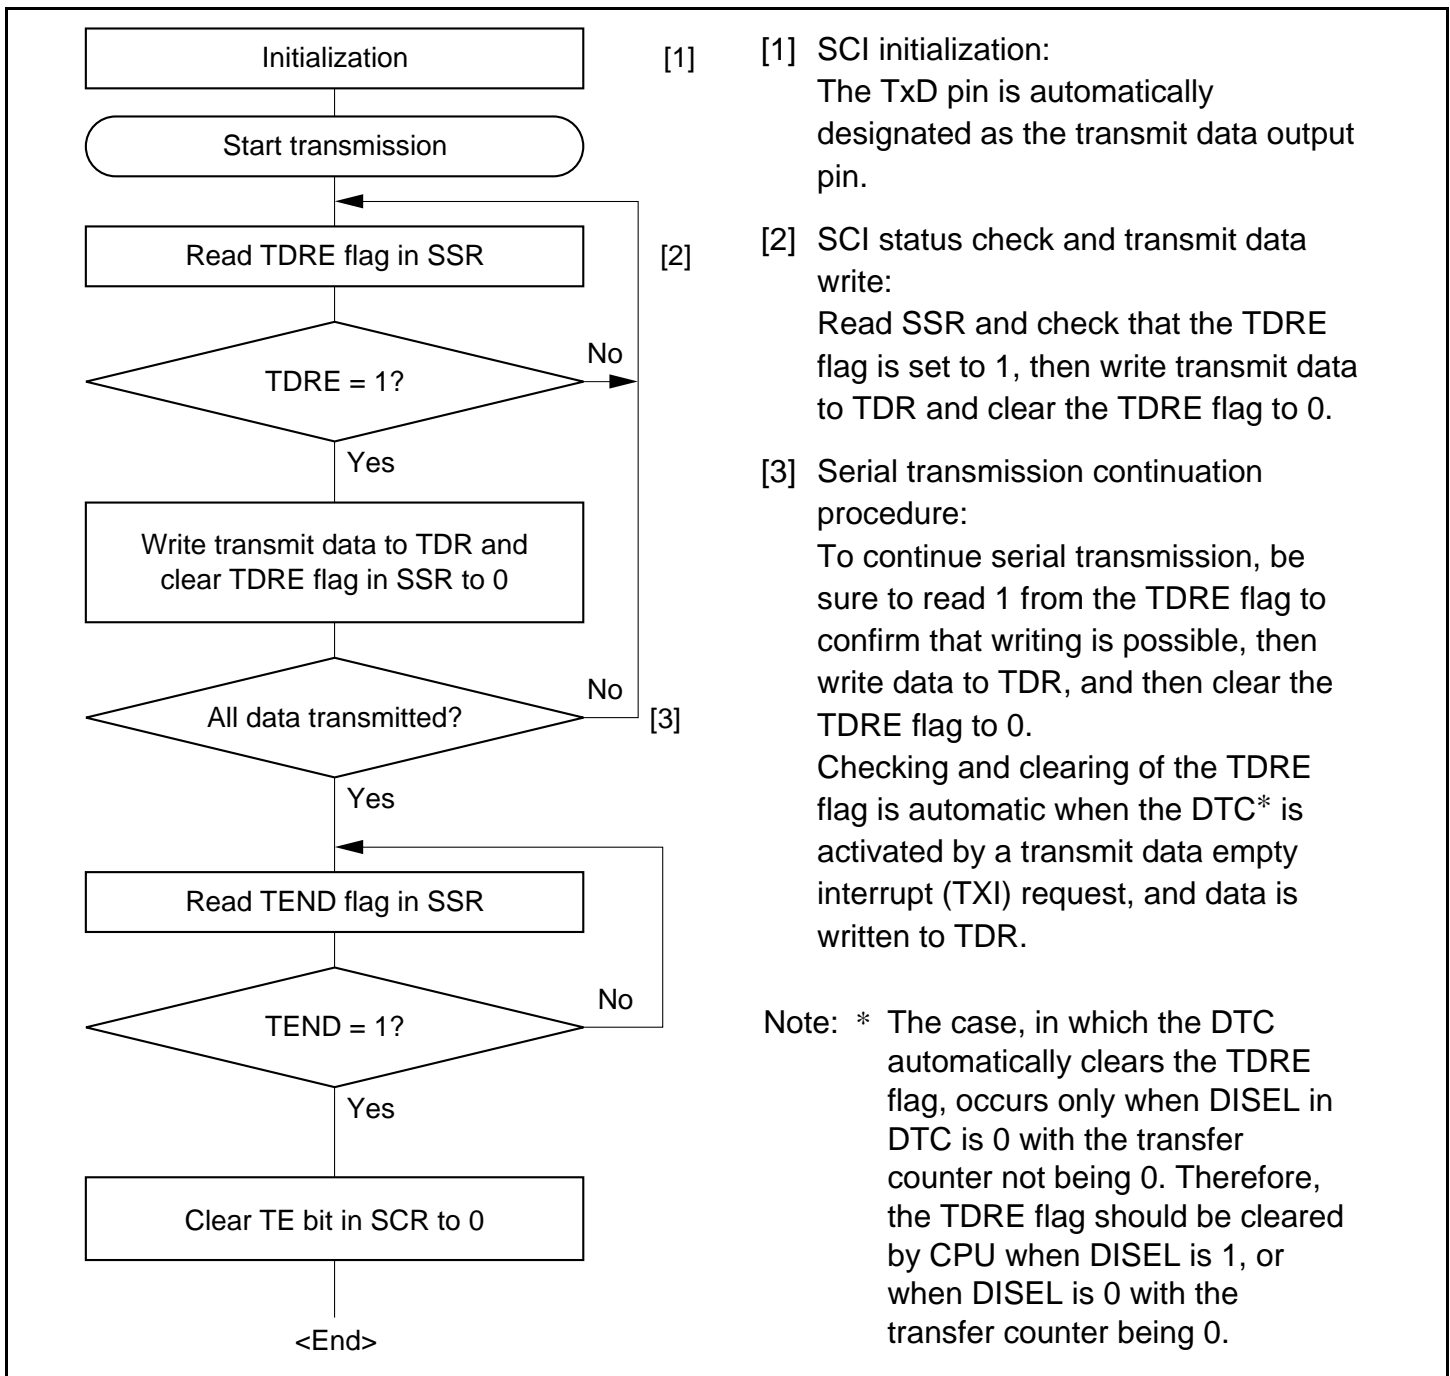 Initialization
[1]
Start transmission
Read TDRE flag in SSR
[2]
TDRE = 1?
No
Yes
Write transmit data to TDR and
clear TDRE flag in SSR to 0
All data transmitted?
No
[3]
Yes
Read TEND flag in SSR
TEND = 1?
No
Yes
Clear TE bit in SCR to 0
<End>
[1] SCI initialization:
The TxD pin is automatically
designated as the transmit data output
pin.
[2] SCI status check and transmit data
write:
Read SSR and check that the TDRE
flag is set to 1, then write transmit data
to TDR and clear the TDRE flag to 0.
[3] Serial transmission continuation
procedure:
To continue serial transmission, be
sure to read 1 from the TDRE flag to
confirm that writing is possible, then
write data to TDR, and then clear the
TDRE flag to 0.
Checking and clearing of the TDRE
flag is automatic when the DTC* is
activated by a transmit data empty
interrupt (TXI) request, and data is
written to TDR.
Note: * The case, in which the DTC
automatically clears the TDRE
flag, occurs only when DISEL in
DTC is 0 with the transfer
counter not being 0. Therefore,
the TDRE flag should be cleared
by CPU when DISEL is 1, or
when DISEL is 0 with the
transfer counter being 0.